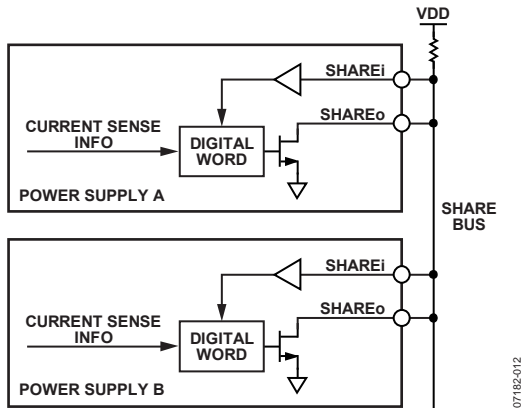 VDD
SHAREi
SHAREo
CURRENT SENSE
INFO
DIGITAL
WORD
POWER SUPPLY A
SHARE
BUS
SHAREi
SHAREo
CURRENT SENSE
INFO
DIGITAL
WORD
POWER SUPPLY B
07182-012